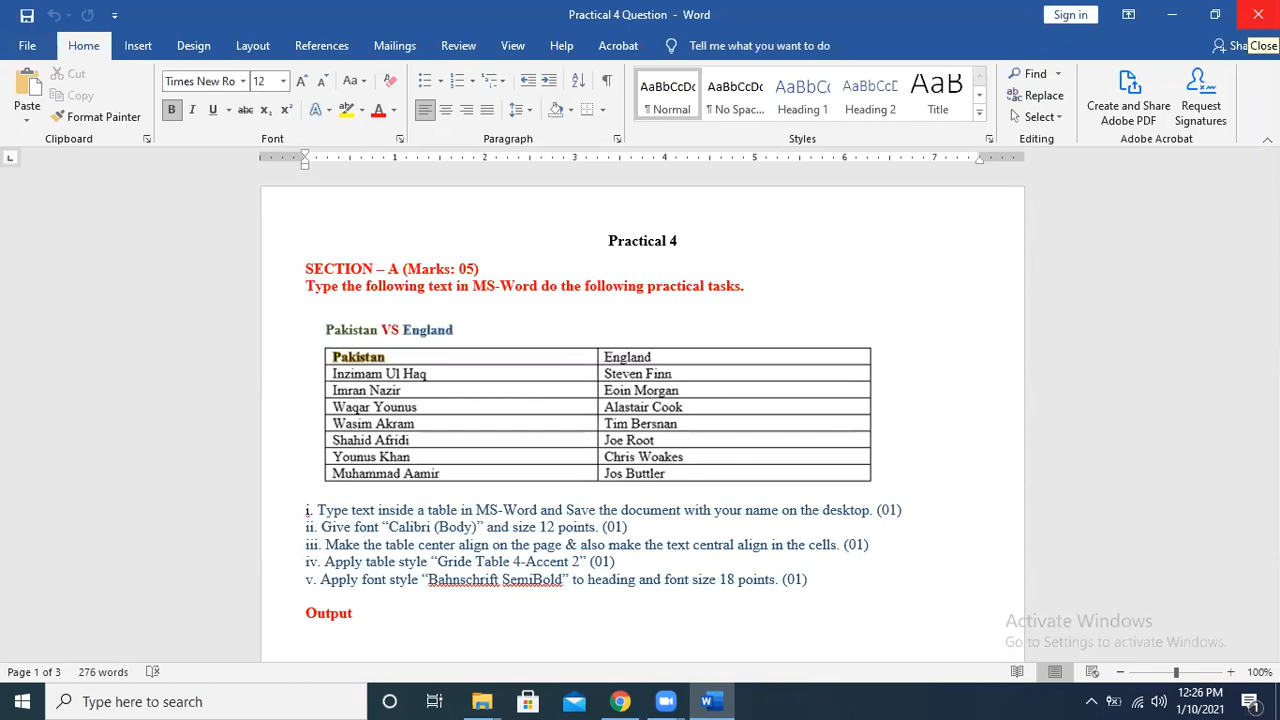 Practical 4 Question - Word
Sign in
File Home Insert Design Layout References Mailings Review View Help Acrobat Tell me what you want to do
Close
Paste
Cut
Copy
Format Painter
Clipboard
Times New Ro 12
Font
Paragraph
AaBbCcDc AaBbCcDc AaBbCc AaBbCcDc AaB
¶ Normal ¶ No Spac... Heading 1 Heading 2 Title
Styles
Find
Replace
Select
Editing
Create and Share Adobe PDF
Request Signatures
Adobe Acrobat
1 2 3 4 5 6 7
Practical 4
SECTION – A (Marks: 05)
Type the following text in MS-Word do the following practical tasks.
Pakistan VS England
Pakistan England
Inzimam Ul Haq Steven Finn
Imran Nazir Eoin Morgan
Waqar Younus Alastair Cook
Wasim Akram Tim Bersnan
Shahid Afridi Joe Root
Younus Khan Chris Woakes
Muhammad Aamir Jos Buttler
i. Type text inside a table in MS-Word and Save the document with your name on the desktop. (01)
ii. Give font “Calibri (Body)” and size 12 points. (01)
iii. Make the table center align on the page & also make the text central align in the cells. (01)
iv. Apply table style “Gride Table 4-Accent 2” (01)
v. Apply font style “Bahnschrift SemiBold” to heading and font size 18 points. (01)
Output
Activate Windows
Go to Settings to activate Windows.
Page 1 of 3 276 words
100%
Type here to search
12:26 PM
1/10/2021